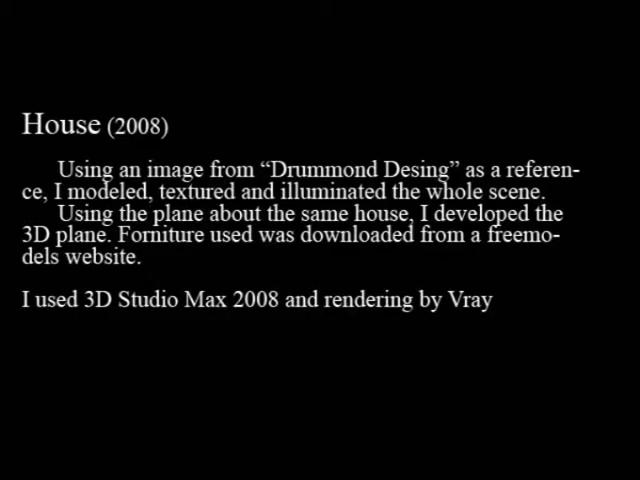 House (2008)
Using an image from “Drummond Desing” as a referen-
ce, I modeled, textured and illuminated the whole scene.
Using the plane about the same house, I developed the
3D plane. Forniture used was downloaded from a freemo-
dels website.
I used 3D Studio Max 2008 and rendering by Vray